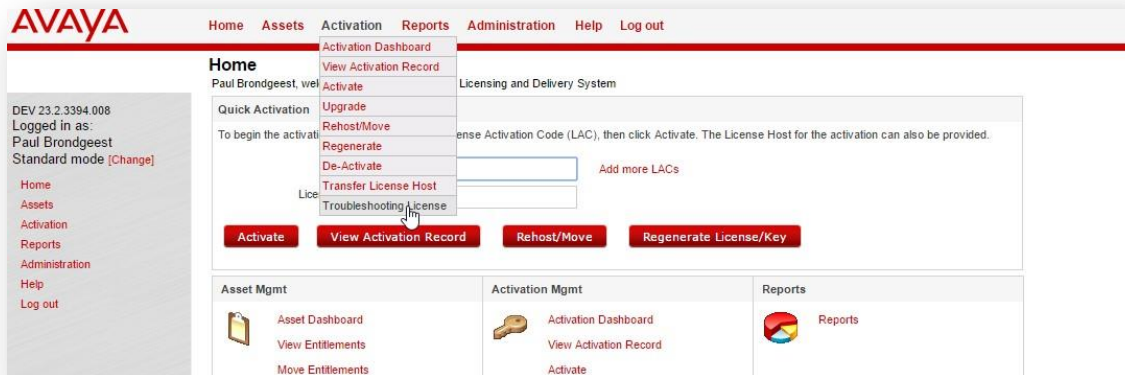 AVAYA
Home Assets Activation Reports Administration Help Log out
Activation Dashboard
View Activation Record
Activate
Upgrade
Rehost/Move
Regenerate
De-Activate
Transfer License Host
Troubleshooting License
Home
Paul Brondgeest, Licensing and Delivery System
DEV 23.2.3394.008
Logged in as:
Paul Brondgeest
Standard mode [Change]
Home
Assets
Activation
Reports
Administration
Help
Log out
Quick Activation
To begin the Activation Code (LAC), then click Activate. The License Host for the activation can also be provided.
Add more LACs
Activate View Activation Record Rehost/Move Regenerate License/Key
Asset Mgmt Activation Mgmt Reports
Asset Dashboard Activation Dashboard Reports
View Entitlements View Activation Record
Move Entitlements Activate